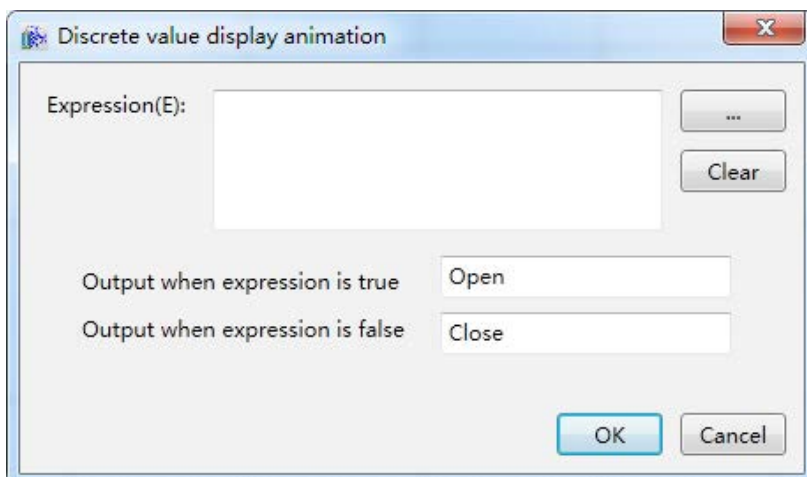 Discrete value display animation
Expression(E):
...
Clear
Output when expression is true
Open
Output when expression is false
Close
OK
Cancel